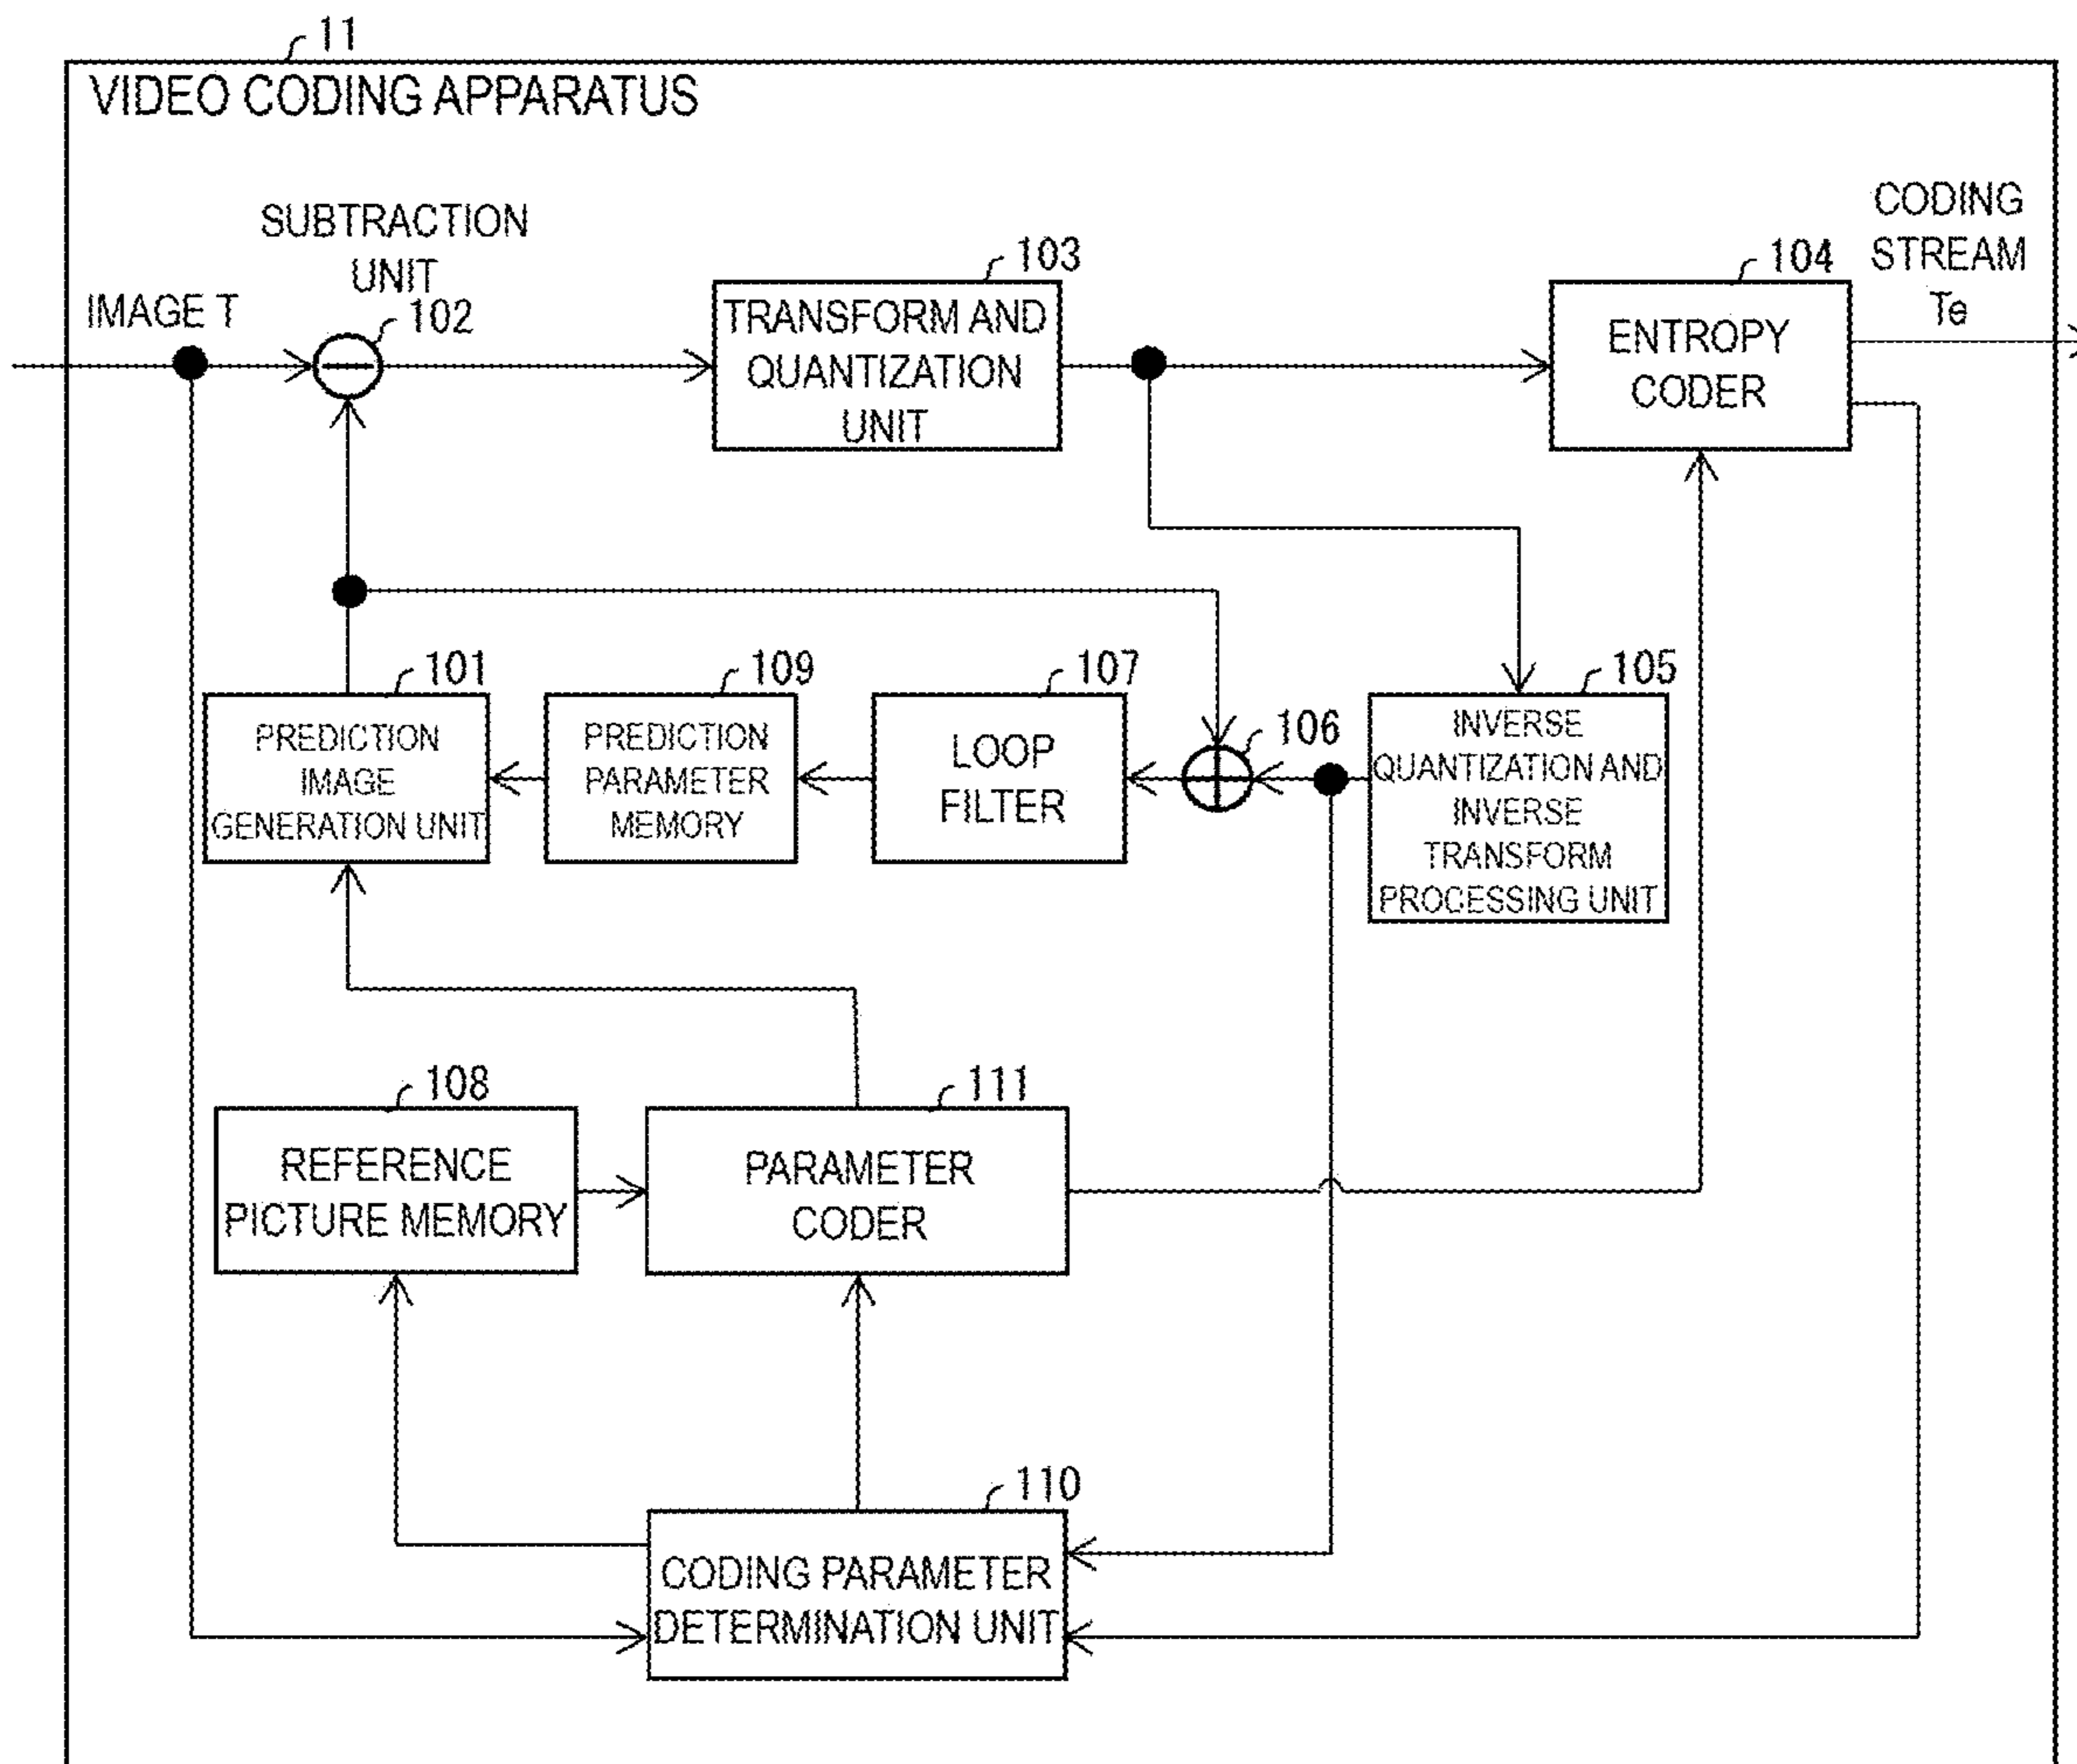 11
VIDEO CODING APPARATUS
SUBTRACTION
UNIT
102
IMAGE T
103
TRANSFORM AND
QUANTIZATION
UNIT
104
ENTROPY
CODER
CODING
STREAM
Te
101
PREDICTION
IMAGE
GENERATION UNIT
109
PREDICTION
PARAMETER
MEMORY
107
LOOP
FILTER
106
105
INVERSE
QUANTIZATION AND
INVERSE
TRANSFORM
PROCESSING UNIT
108
REFERENCE
PICTURE MEMORY
111
PARAMETER
CODER
110
CODING PARAMETER
DETERMINATION UNIT